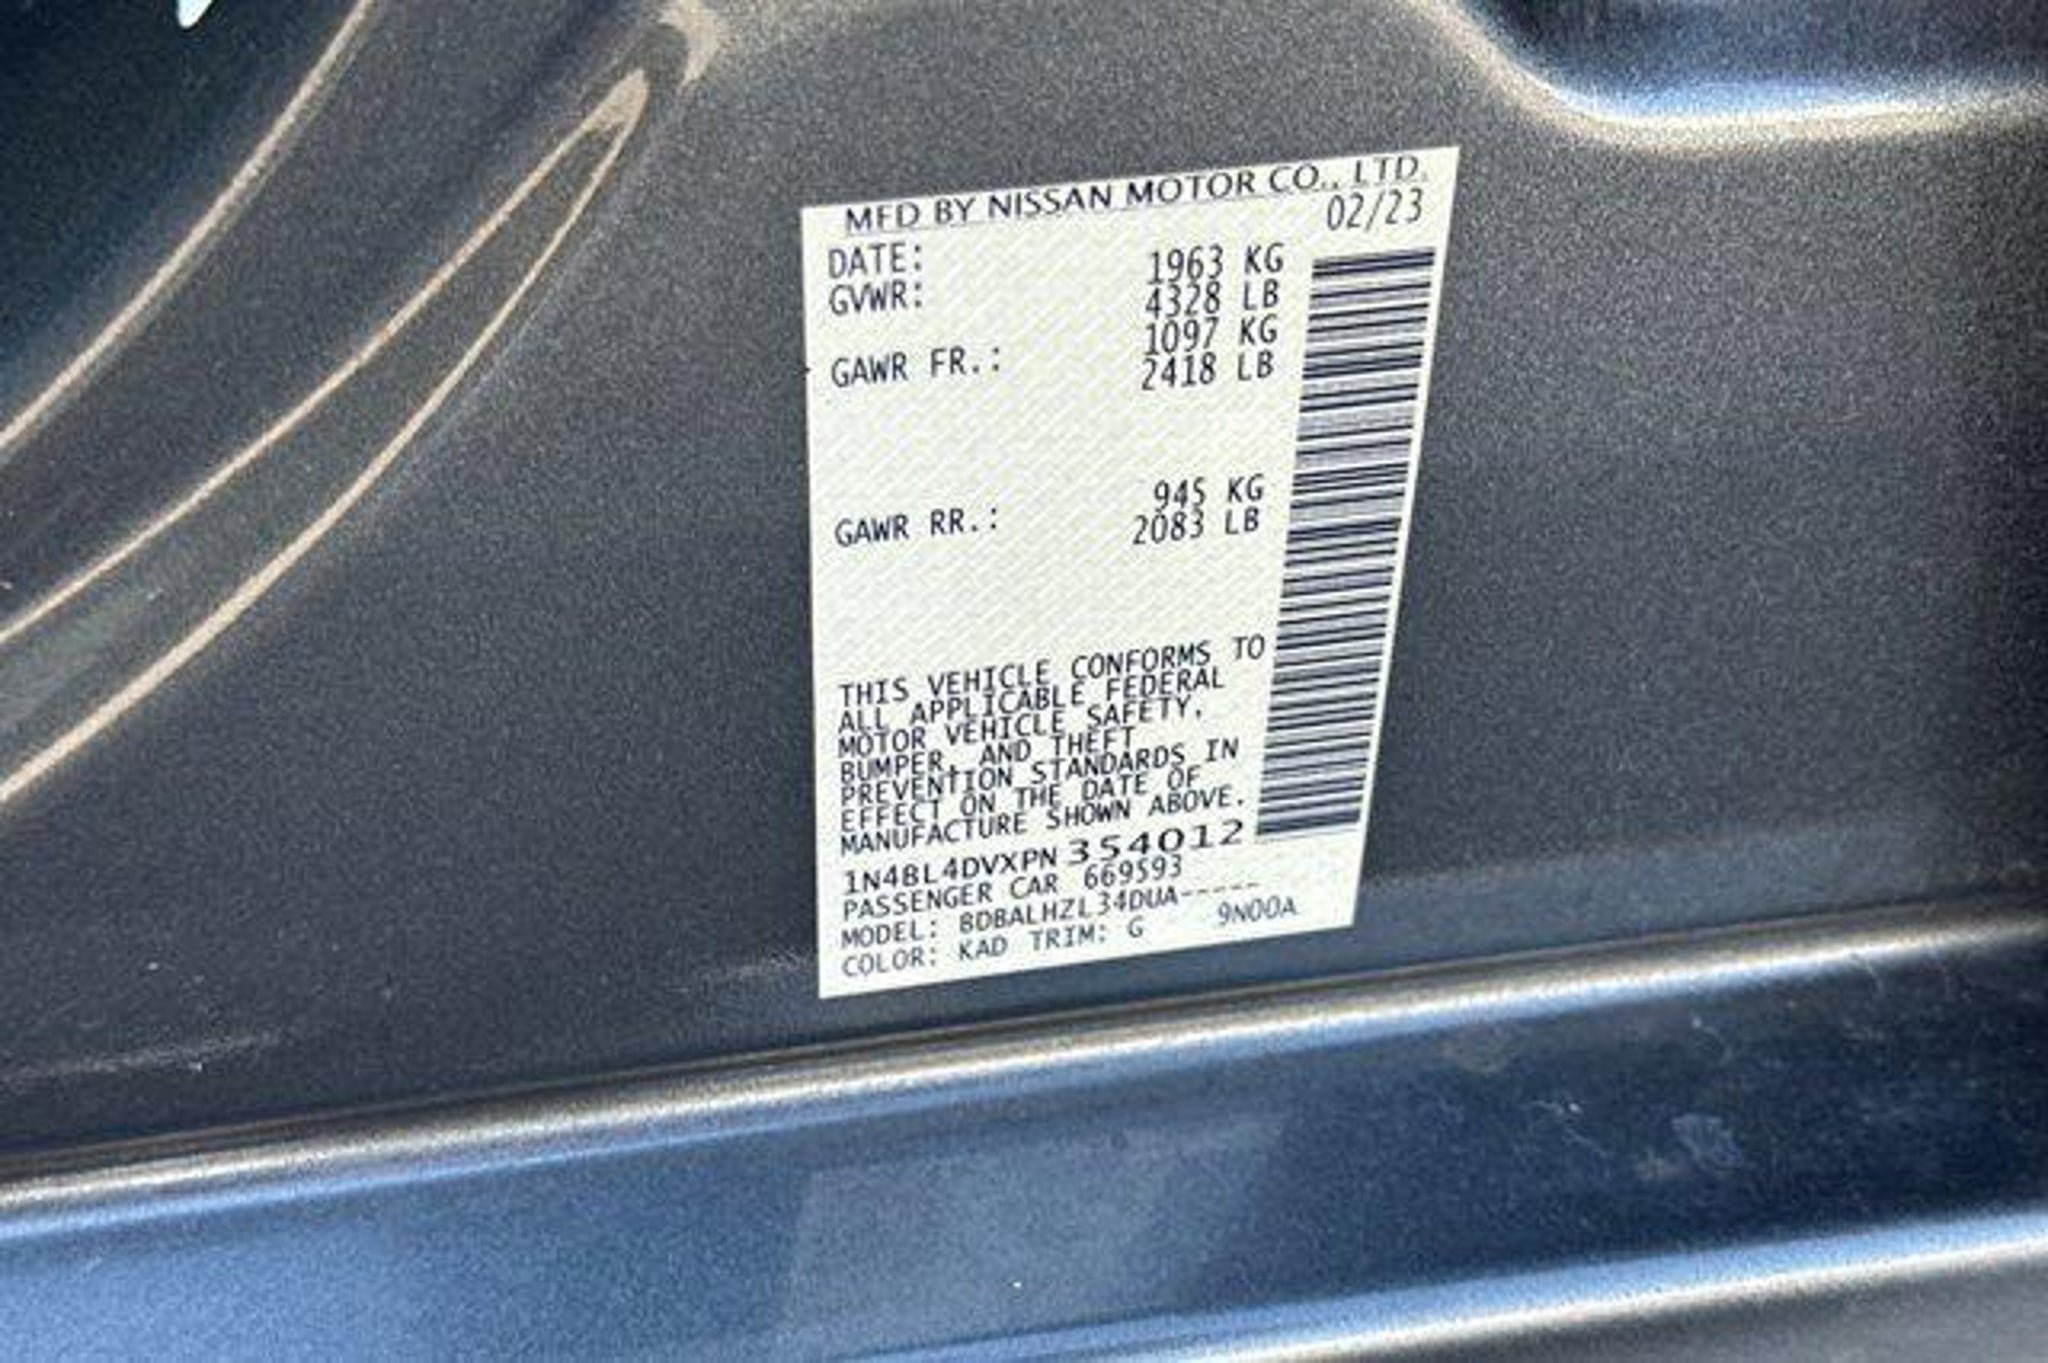 MFD BY NISSAN MOTOR CO., LTD.
DATE: 02/23
GVWR: 1963 KG
4328 LB
GAWR FR.: 1097 KG
2418 LB
GAWR RR.: 945 KG
2083 LB
THIS VEHICLE CONFORMS TO
ALL APPLICABLE FEDERAL
MOTOR VEHICLE SAFETY,
BUMPER, AND THEFT
PREVENTION STANDARDS IN
EFFECT ON THE DATE OF
MANUFACTURE SHOWN ABOVE.
1N4BL4DVXPN354012
PASSENGER CAR 669593
MODEL: BDBALHZL34DUA-----
COLOR: KAD TRIM: G 9N00A